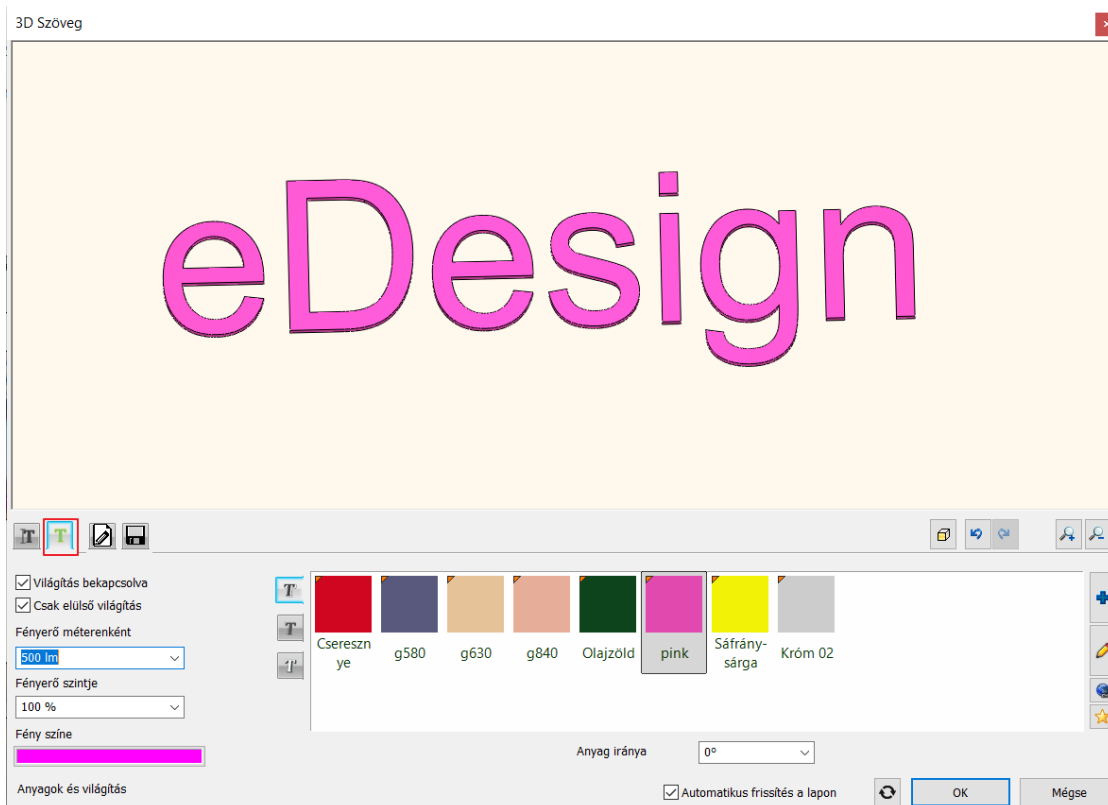 3D Szöveg
eDesign
Világítás bekapcsolva
Csak elülső világítás
Fényerő méterenként
500 lm
Fényerő szintje
100 %
Fény színe
Anyagok és világítás
Cseresznye
g580
g630
g840
Olajzöld
pink
Sáfrány-
sárga
Króm 02
Anyag iránya
0°
Automatikus frissítés a lapon
OK
Mégse